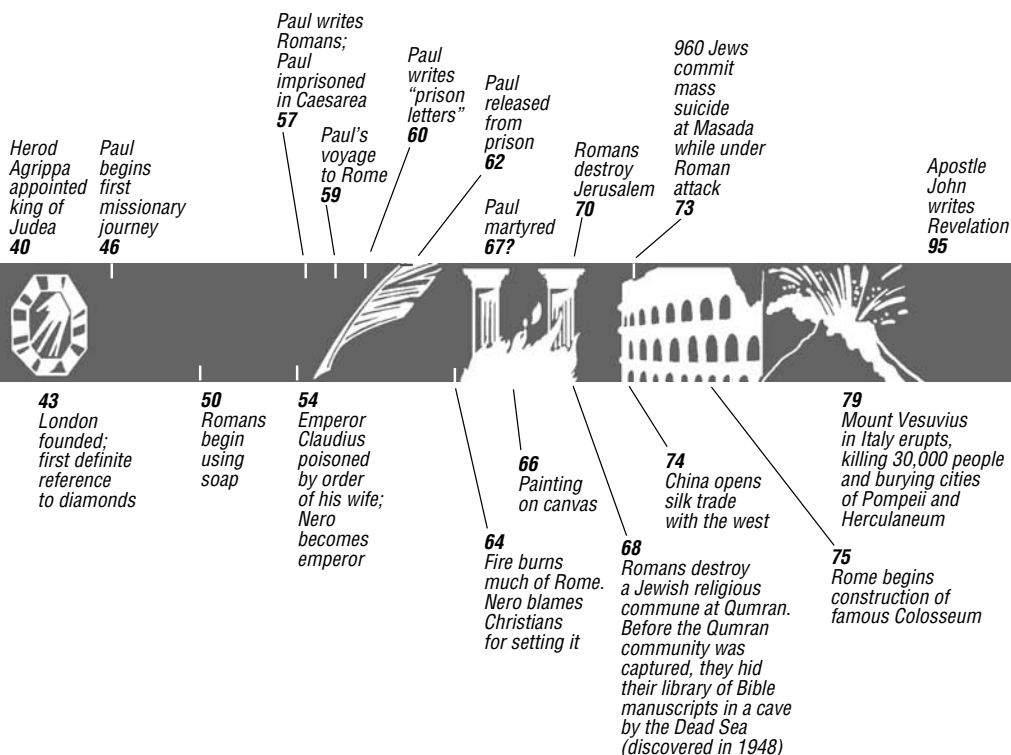 Herod
Agrippa
appointed
king of
Judea
40
Paul
begins
first
missionary
journey
46
Paul writes
Romans;
Paul
imprisoned
in Caesarea
57
Paul's
voyage
to Rome
59
Paul
writes
“prison
letters”
60
Paul
released
from
prison
62
Paul
martyred
67?
Romans
destroy
Jerusalem
70
960 Jews
commit
mass
suicide
at Masada
while under
Roman
attack
73
Apostle
John
writes
Revelation
95
43
London
founded;
first definite
reference
to diamonds
50
Romans
begin
using
soap
54
Emperor
Claudius
poisoned
by order
of his wife;
Nero
becomes
emperor
64
Fire burns
much of Rome.
Nero blames
Christians
for setting it
66
Painting
on canvas
68
Romans destroy
a Jewish religious
commune at Qumran.
Before the Qumran
community was
captured, they hid
their library of Bible
manuscripts in a cave
by the Dead Sea
(discovered in 1948)
74
China opens
silk trade
with the west
75
Rome begins
construction of
famous Colosseum
79
Mount Vesuvius
in Italy erupts,
killing 30,000 people
and burying cities
of Pompeii and
Herculaneum